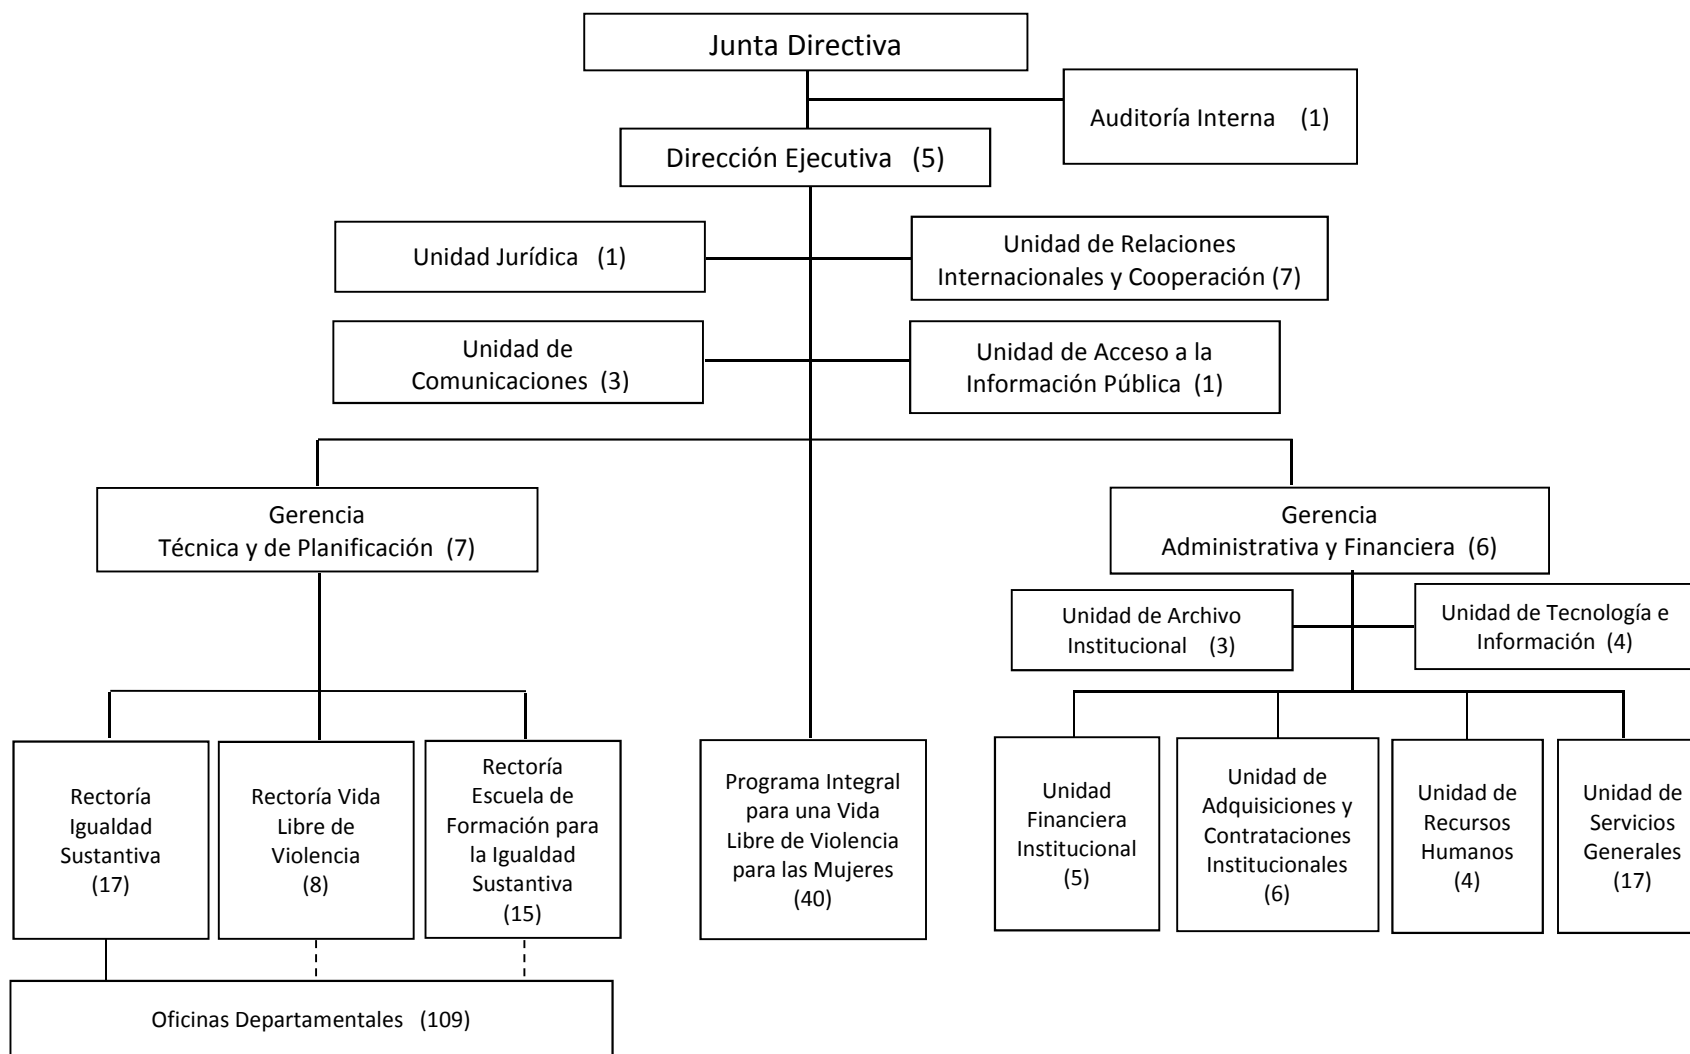 Junta Directiva
Auditoría Interna (1)
Dirección Ejecutiva (5)
Unidad Jurídica (1)
Unidad de Relaciones
Internacionales y Cooperación (7)
Unidad de
Comunicaciones (3)
Unidad de Acceso a la
Información Pública (1)
Gerencia
Técnica y de Planificación (7)
Gerencia
Administrativa y Financiera (6)
Unidad de Archivo
Institucional (3)
Unidad de Tecnología e
Información (4)
Rectoría
Igualdad
Sustantiva
(17)
Rectoría Vida
Libre de
Violencia
(8)
Rectoría
Escuela de
Formación para
la Igualdad
Sustantiva
(15)
Programa Integral
para una Vida
Libre de Violencia
para las Mujeres
(40)
Unidad
Financiera
Institucional
(5)
Unidad de
Adquisiciones y
Contrataciones
Institucionales
(6)
Unidad de
Recursos
Humanos
(4)
Unidad de
Servicios
Generales
(17)
Oficinas Departamentales (109)